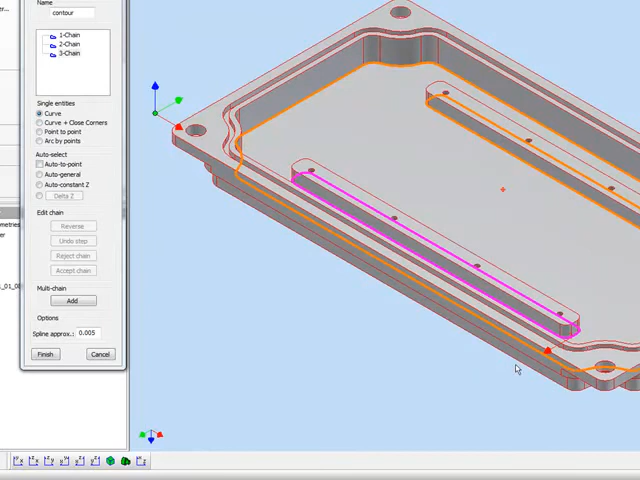 Name
contour
1-Chain
2-Chain
3-Chain
Single entities
Curve
Curve + Close Corners
Point to point
Arc by points
Auto-select
Auto-to-point
Auto-general
Auto-constant Z
Delta Z
Edit chain
Reverse
Undo step
Reject chain
Accept chain
Multi-chain
Add
Options
Spline approx.: 0.005
Finish Cancel